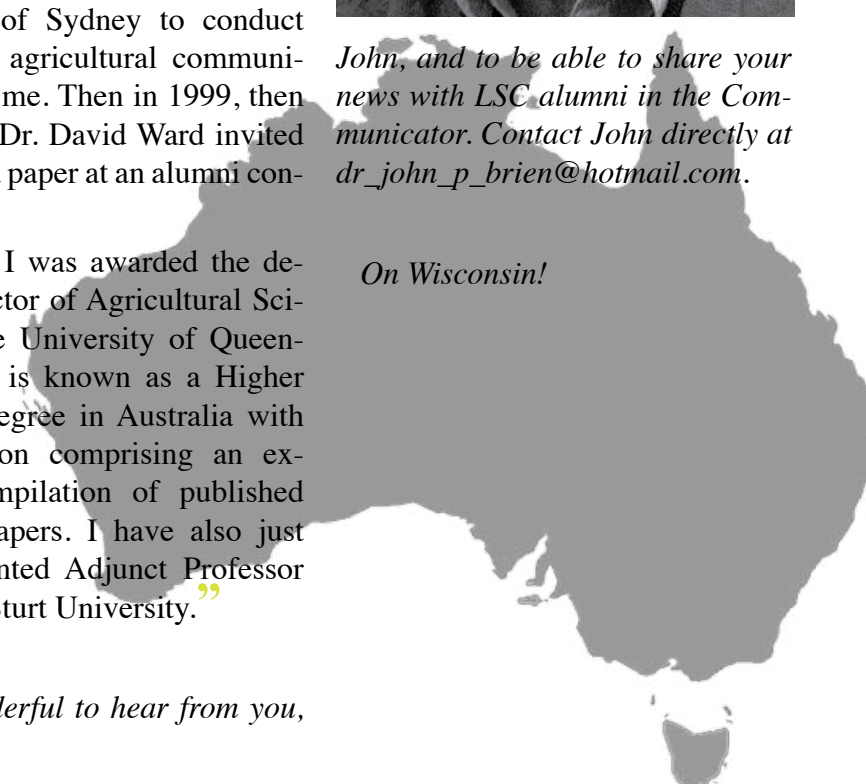 of Sydney to conduct
agricultural communi-
me. Then in 1999, then
Dr. David Ward invited
paper at an alumni con-
I was awarded the de-
ctor of Agricultural Sci-
e University of Queen-
is known as a Higher
egree in Australia with
on comprising an ex-
mpilation of published
apers. I have also just
nted Adjunct Professor
Sturt University.”
derful to hear from you,
John, and to be able to share your
news with LSC alumni in the Com-
municator. Contact John directly at
dr_john_p_brien@hotmail.com.
On Wisconsin!